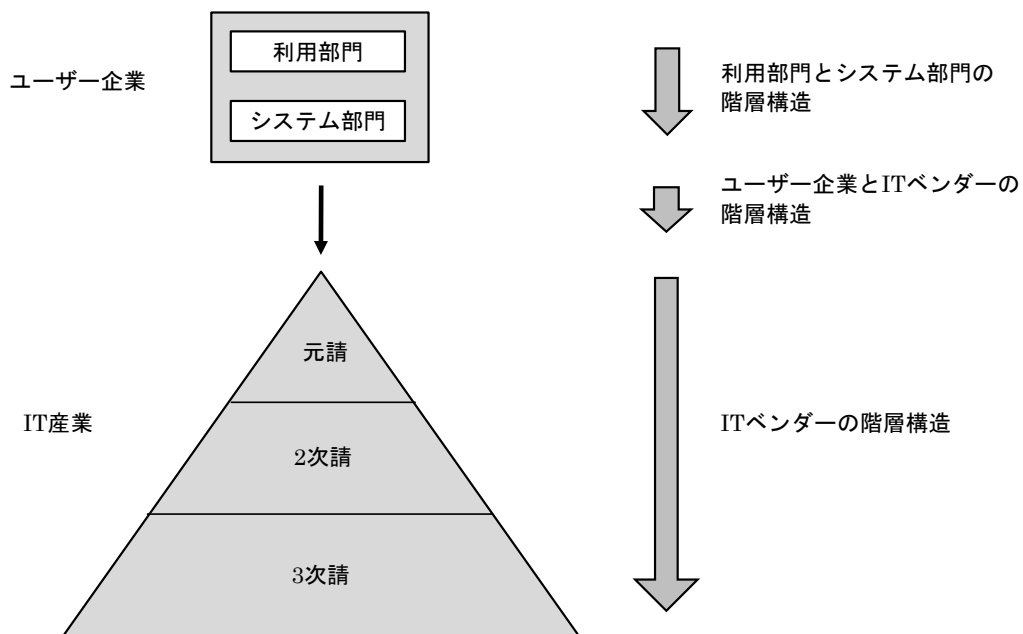 利用部門
ユーザー企業
システム部門
利用部門とシステム部門の
階層構造
ユーザー企業とITベンダーの
階層構造
元請
IT産業
2次請
3次請
ITベンダーの階層構造